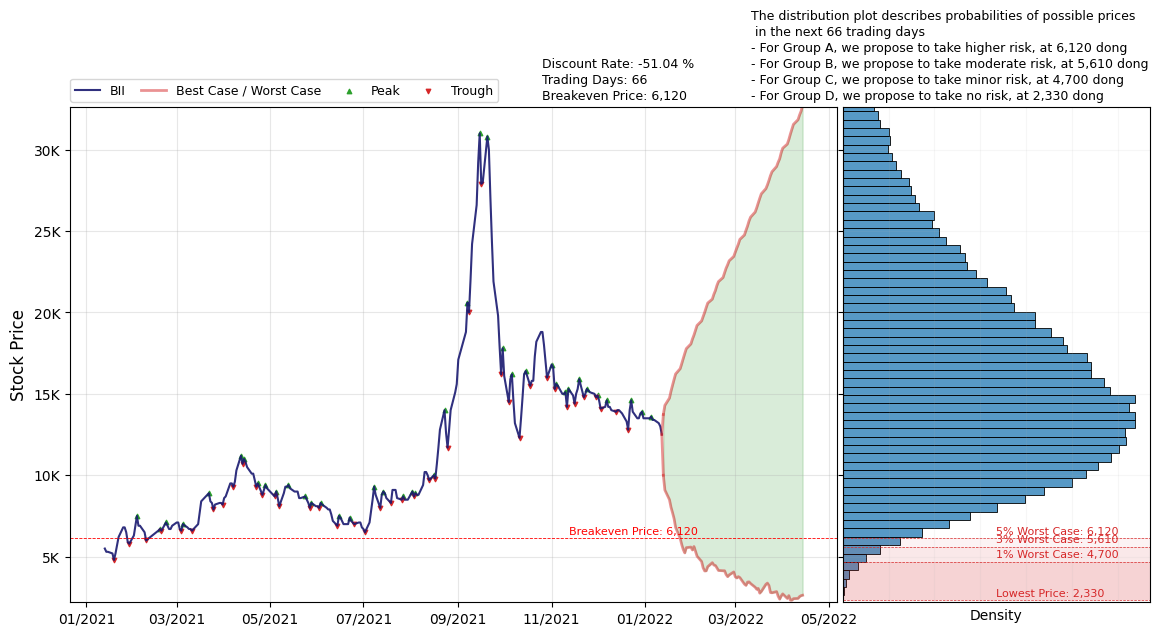 The distribution plot describes probabilities of possible prices
in the next 66 trading days
- For Group A, we propose to take higher risk, at 6,120 dong
- For Group B, we propose to take moderate risk, at 5,610 dong
- For Group C, we propose to take minor risk, at 4,700 dong
- For Group D, we propose to take no risk, at 2,330 dong
Discount Rate: -51.04 %
Trading Days: 66
Breakeven Price: 6,120
BII Best Case / Worst Case Peak Trough
Stock Price
30K
25K
20K
15K
10K
5K
Breakeven Price: 6,120
5% Worst Case: 6,120
3% Worst Case: 5,610
1% Worst Case: 4,700
Lowest Price: 2,330
01/2021 03/2021 05/2021 07/2021 09/2021 11/2021 01/2022 03/2022 05/2022
Density